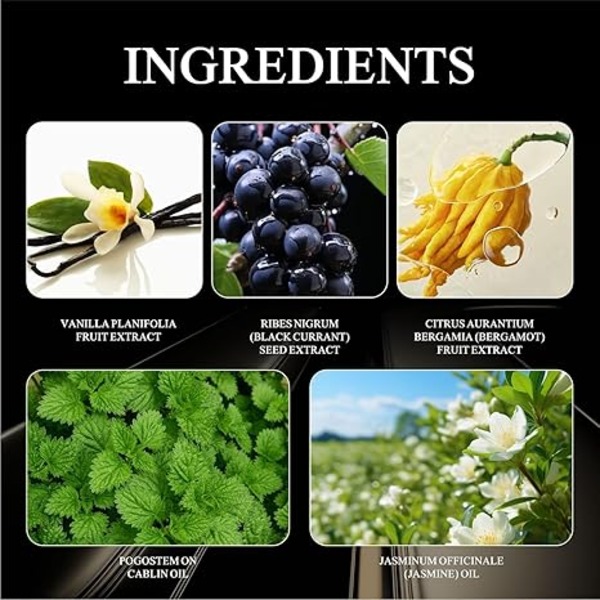 INGREDIENTS
VANILLA PLANIFOLIA
FRUIT EXTRACT
RIBES NIGRUM
(BLACK CURRANT)
SEED EXTRACT
CITRUS AURANTIUM
BERGAMIA (BERGAMOT)
FRUIT EXTRACT
POGOSTEM ON
CABLIN OIL
JASMINUM OFFICINALE
(JASMINE) OIL